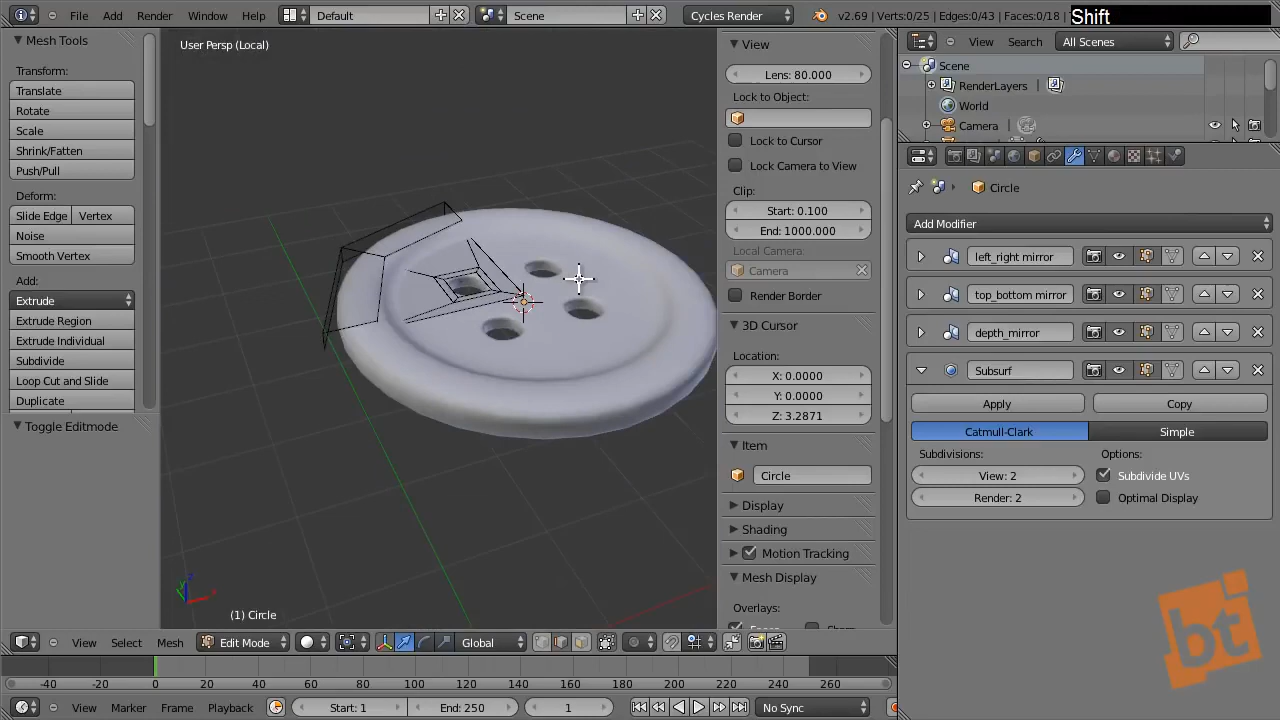 File Add Render Window Help Default Scene Cycles Render v2.69 | Verts:0/25 | Edges:0/43 | Faces:0/18 | Shift
Mesh Tools
Transform:
Translate
Rotate
Scale
Shrink/Fatten
Push/Pull
Deform:
Slide Edge Vertex
Noise
Smooth Vertex
Add:
Extrude
Extrude Region
Extrude Individual
Subdivide
Loop Cut and Slide
Duplicate
Toggle Editmode
User Persp (Local)
(1) Circle
View
Lens: 80.000
Lock to Object:
Lock to Cursor
Lock Camera to View
Clip:
Start: 0.100
End: 1000.000
Local Camera:
Camera
Render Border
3D Cursor
Location:
X: 0.0000
Y: 0.0000
Z: 3.2871
Item
Circle
Display
Shading
Motion Tracking
Mesh Display
Overlays:
View Search All Scenes
Scene
RenderLayers |
World
Camera
Circle
Add Modifier
left_right mirror
top_bottom mirror
depth_mirror
Subsurf
Apply Copy
Catmull-Clark Simple
Subdivisions: Options:
View: 2 Subdivide UVs
Render: 2 Optimal Display
View Select Mesh Edit Mode Global
-40 -20 0 20 40 60 80 100 120 140 160 180 200 220 240 260
View Marker Frame Playback Start: 1 End: 250 1 No Sync
bt